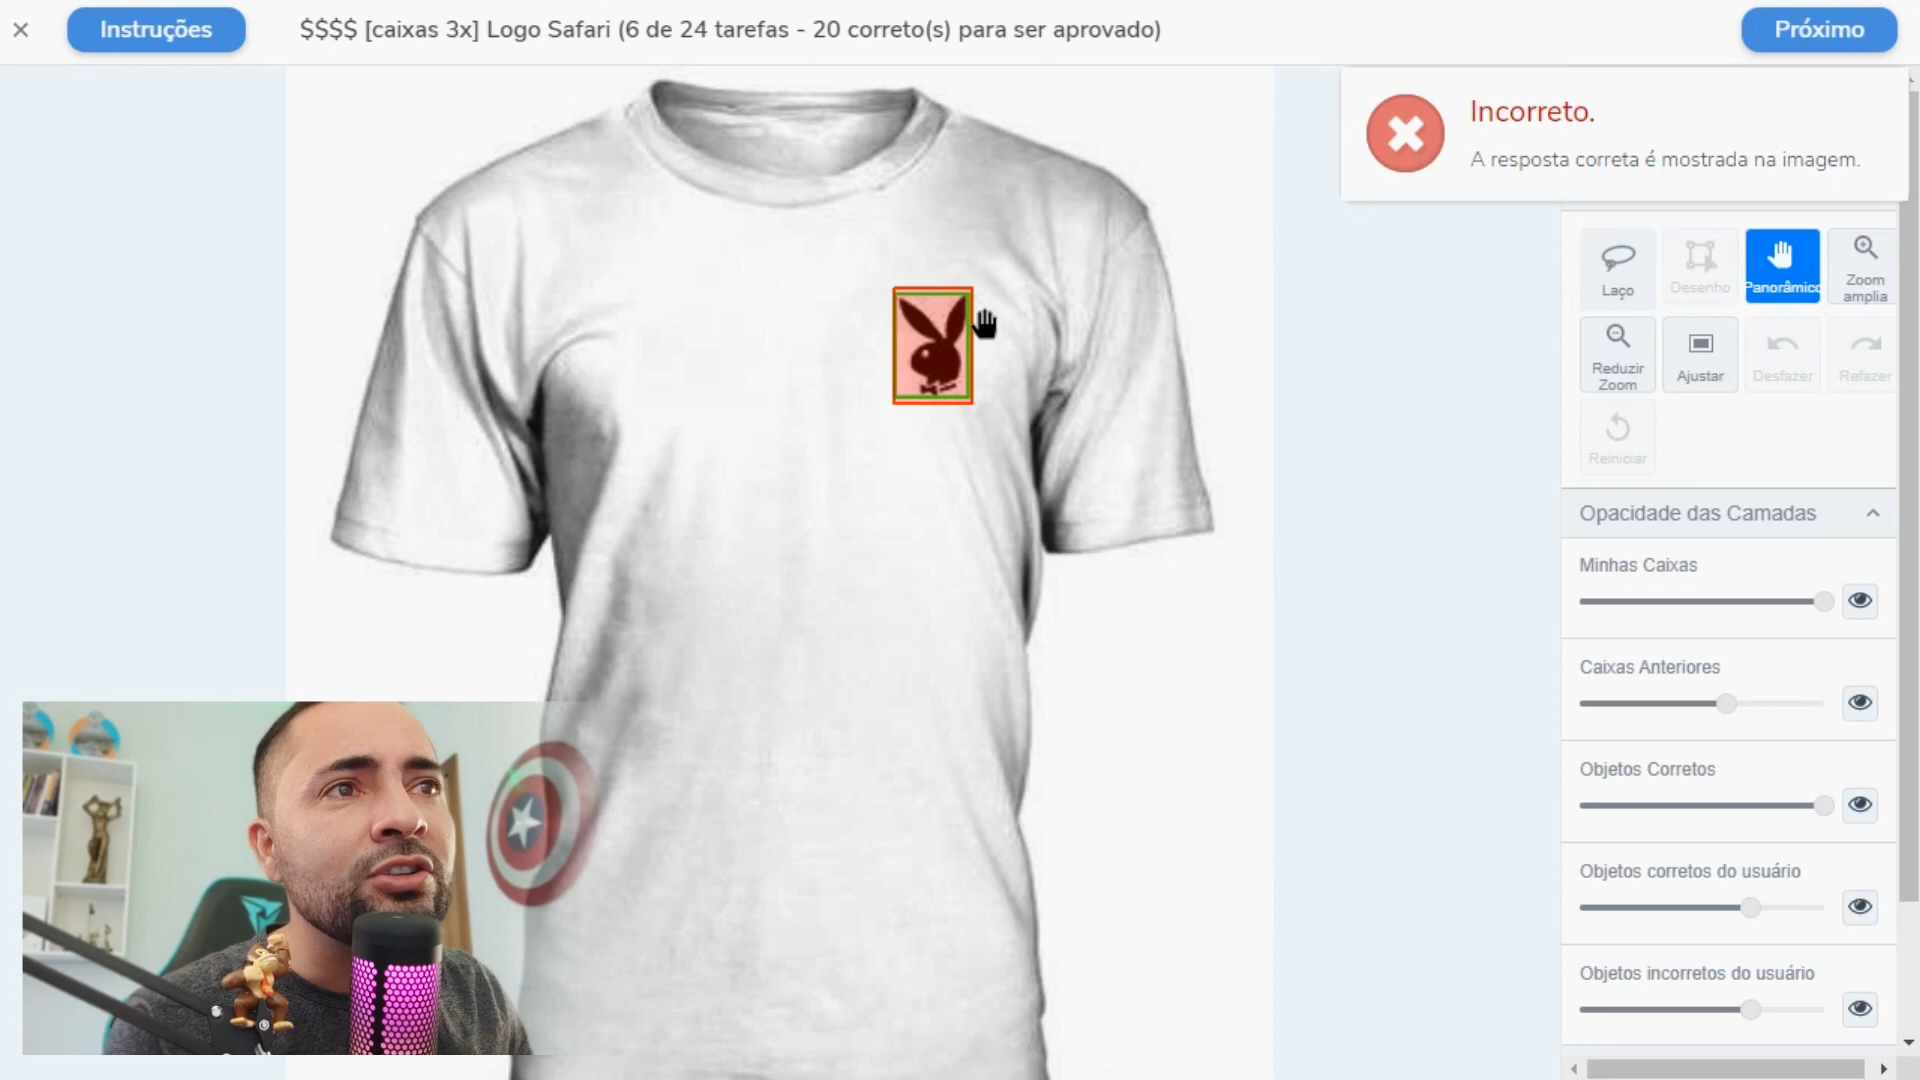 Instruções
$$$$ [caixas 3x] Logo Safari (6 de 24 tarefas - 20 correto(s) para ser aprovado)
Próximo
Incorreto.
A resposta correta é mostrada na imagem.
Laço
Desenho
Panorâmico
Zoom
amplia
Reduzir
Zoom
Ajustar
Desfazer
Refazer
Reiniciar
Opacidade das Camadas
Minhas Caixas
Caixas Anteriores
Objetos Corretos
Objetos corretos do usuário
Objetos incorretos do usuário